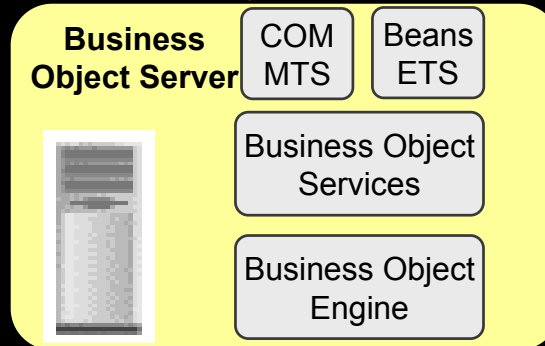 Business
Object Server
COM
MTS
Beans
ETS
Business Object
Services
Business Object
Engine